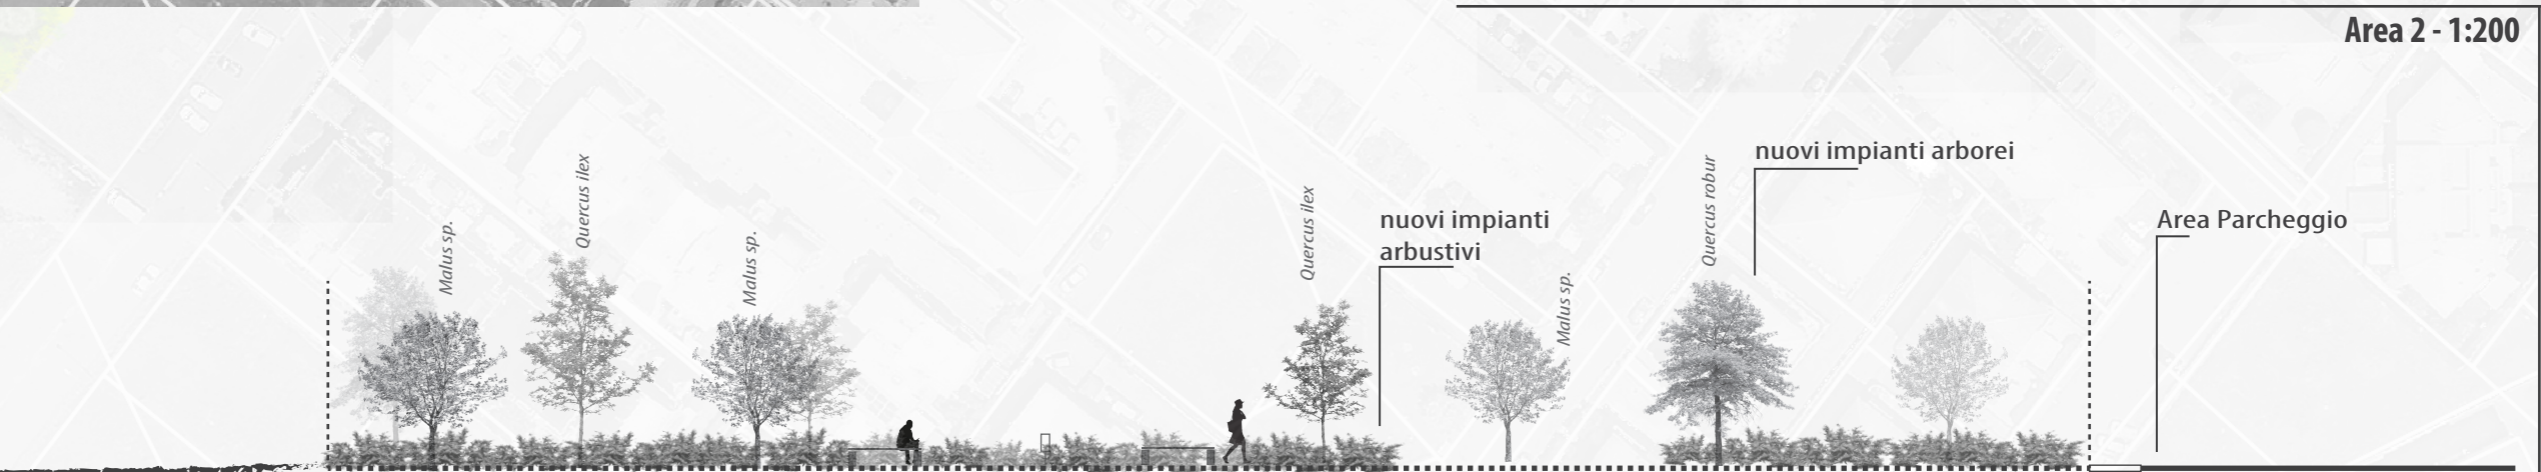 Area 2 - 1:200
Malus sp.
Quercus ilex
Malus sp.
Quercus ilex
nuovi impianti
arbustivi
Malus sp.
Quercus robur
nuovi impianti arborei
Area Parcheggio